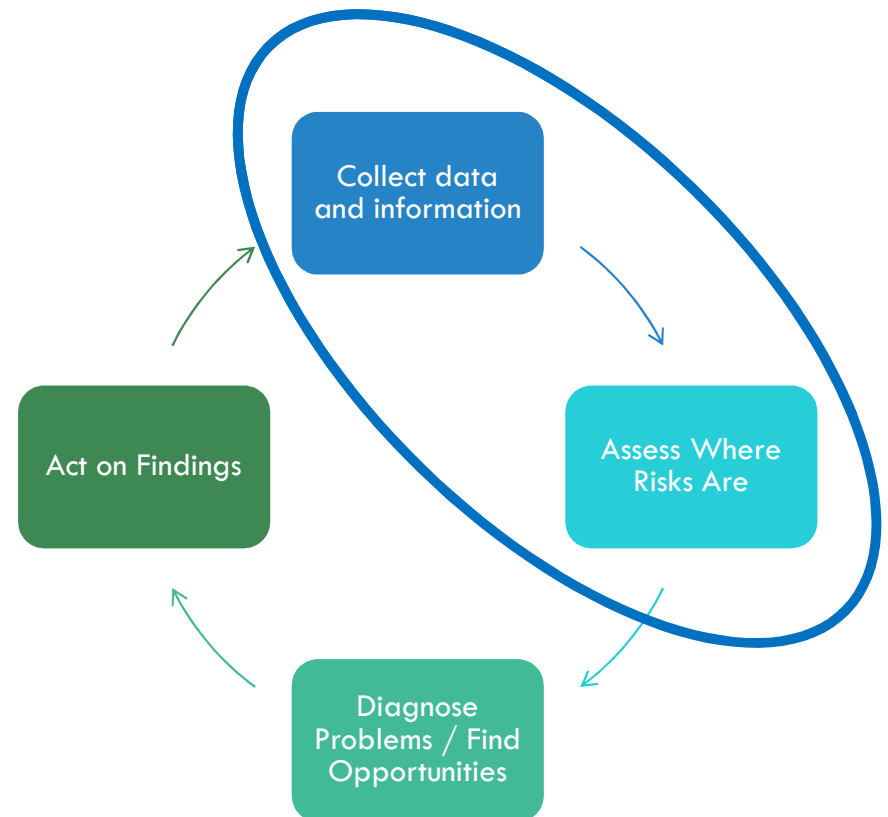 Collect data
and information
Assess Where
Risks Are
Diagnose
Problems / Find
Opportunities
Act on Findings